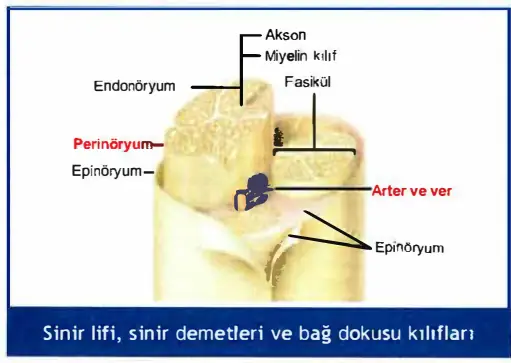 Akson
Miyelin kılıf
Endonöryum
Fasikül
Perinöryum
Epinöryum
Arter ve ver
Epinöryum
Sinir lifi, sinir demetleri ve bağ dokusu kılıfları